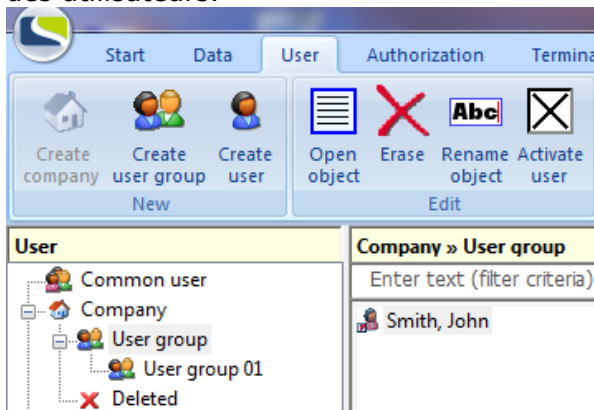 des utilisateurs.
Start Data User Authorization Termina
Create company
Create user group
Create user
Open object
Erase
Rename object
Abc
Activate user
New Edit
User
Company » User group
Common user
Enter text (filter criteria)
Company
Smith, John
User group
User group 01
Deleted